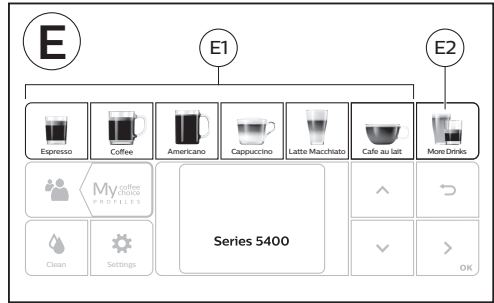 E
E1
E2
Espresso
Coffee
Americano
Cappuccino
Latte Macchiato
Cafe au lait
More Drinks
My coffee choice
PROFILES
Series 5400
Clean
Settings
OK